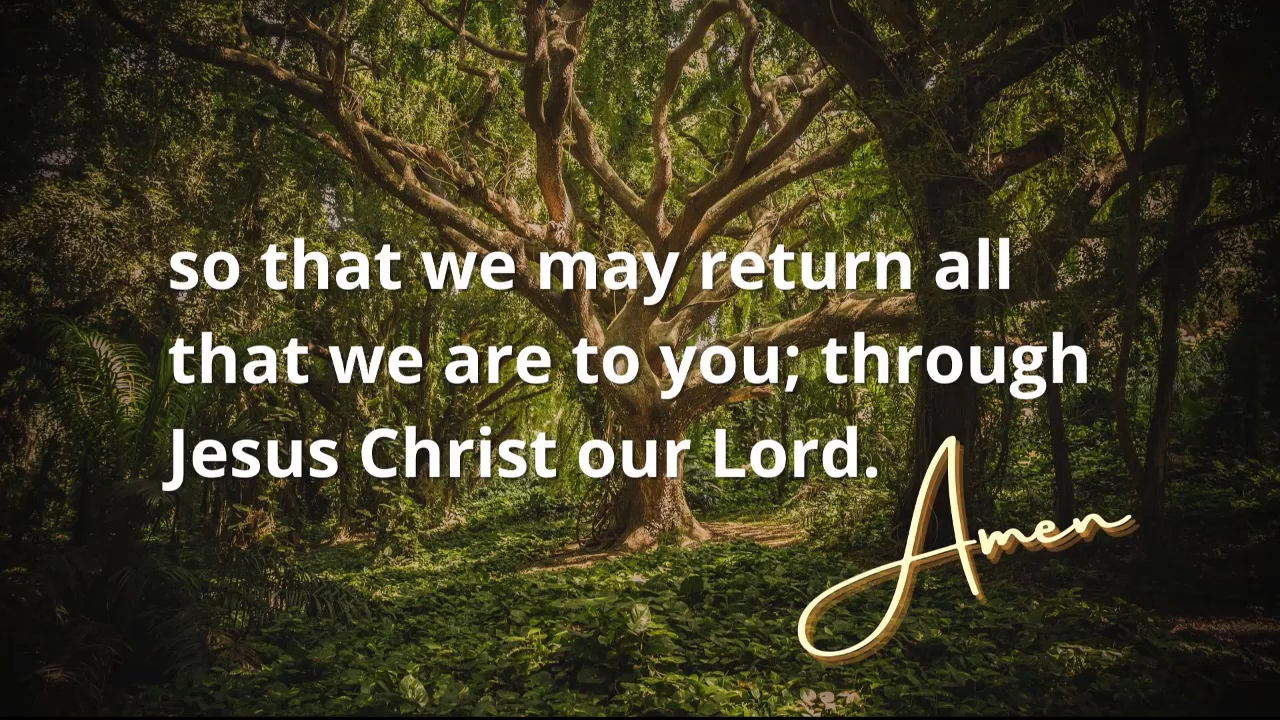 so that we may return all
that we are to you; through
Jesus Christ our Lord.
Amen